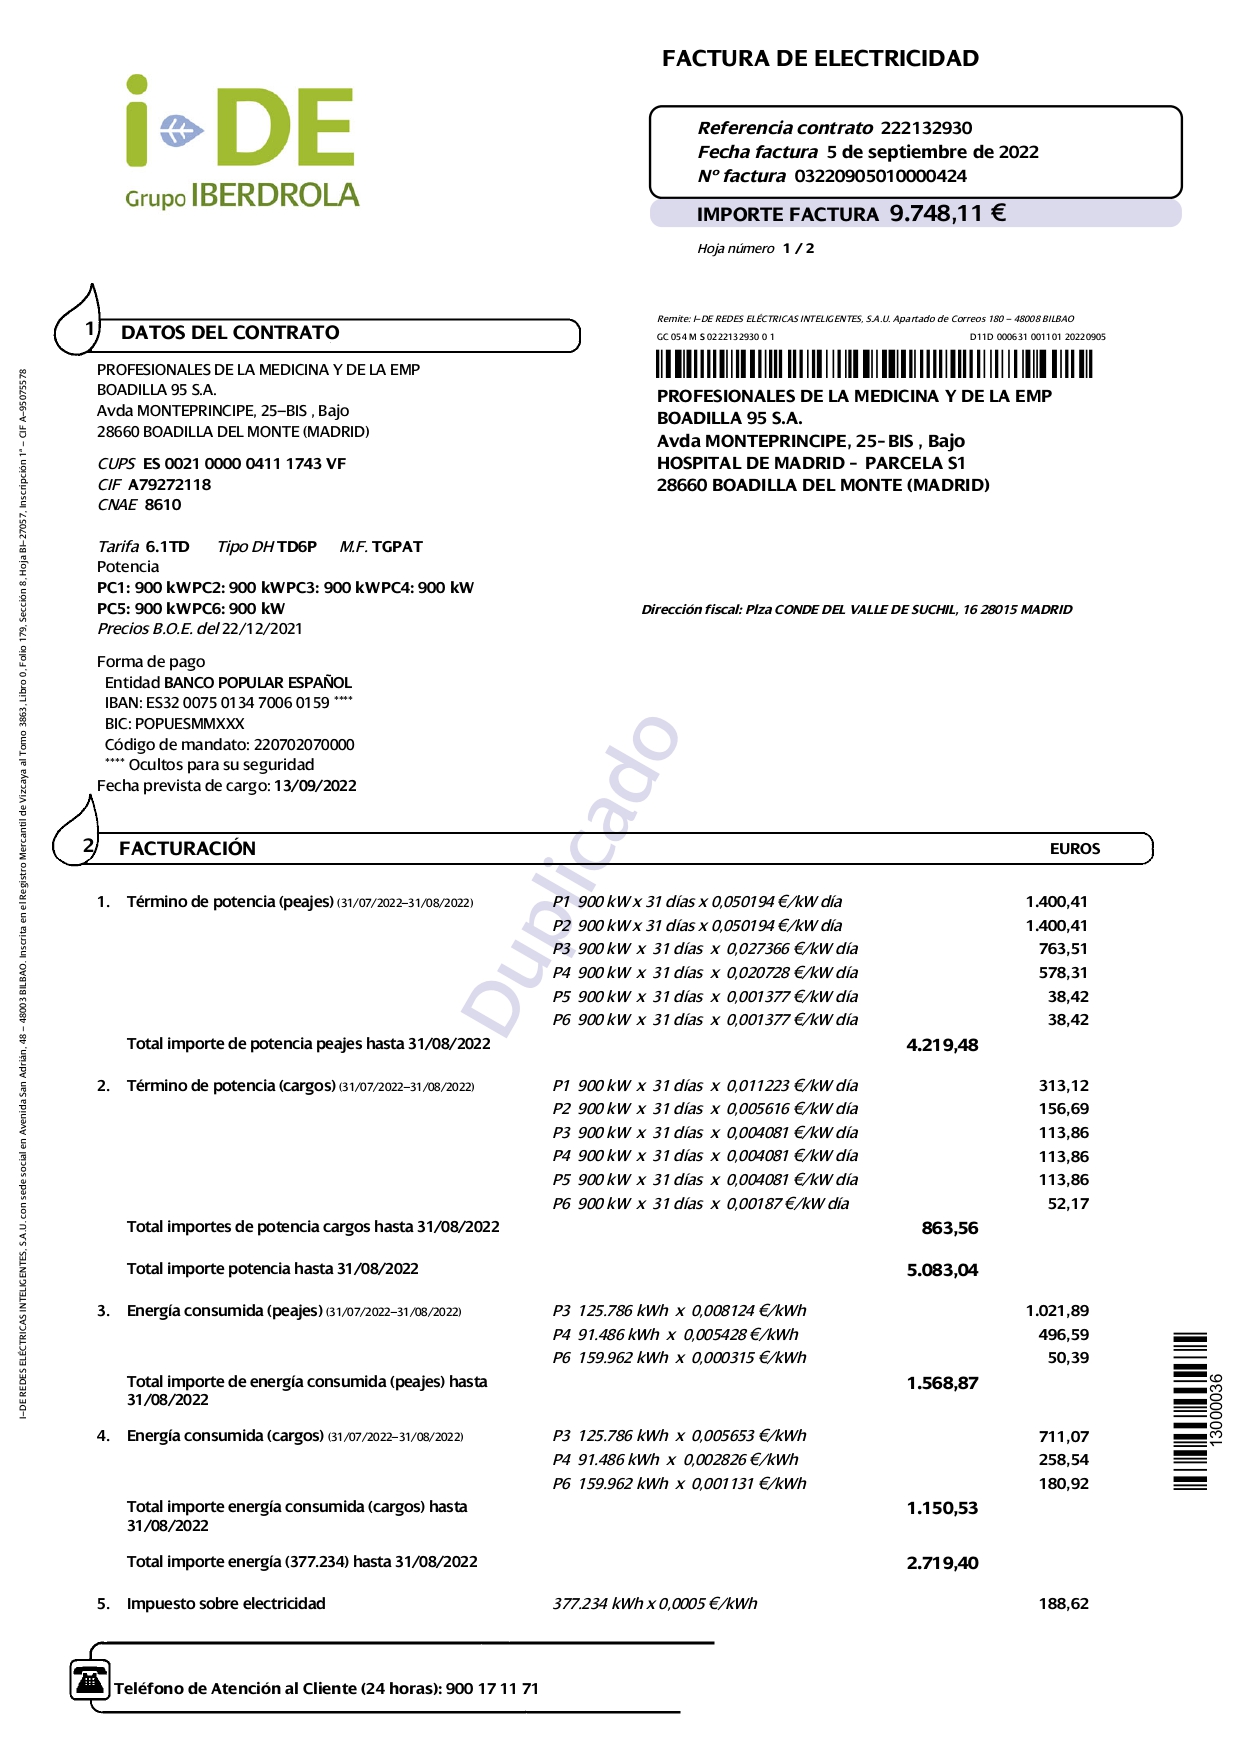 FACTURA DE ELECTRICIDAD
i-DE
Grupo IBERDROLA
Referencia contrato 222132930
Fecha factura 5 de septiembre de 2022
Nº factura 03220905010000424
IMPORTE FACTURA 9.748,11 €
Hoja número 1 / 2
1 DATOS DEL CONTRATO
PROFESIONALES DE LA MEDICINA Y DE LA EMP
BOADILLA 95 S.A.
Avda MONTEPRINCIPE, 25-BIS , Bajo
28660 BOADILLA DEL MONTE (MADRID)
CUPS ES 0021 0000 0411 1743 VF
CIF A79272118
CNAE 8610
Tarifa 6.1TD Tipo DH TD6P M.F. TGPAT
Potencia
PC1: 900 kWPC2: 900 kWPC3: 900 kWPC4: 900 kW
PC5: 900 kWPC6: 900 kW
Precios B.O.E. del 22/12/2021
Forma de pago
Entidad BANCO POPULAR ESPAÑOL
IBAN: ES32 0075 0134 7006 0159 ****
BIC: POPUESMMXXX
Código de mandato: 220702070000
**** Ocultos para su seguridad
Fecha prevista de cargo: 13/09/2022
Remite: I-DE REDES ELÉCTRICAS INTELIGENTES, S.A.U. Apartado de Correos 180 - 48008 BILBAO
GC 054 M S 0222132930 0 1 D11D 000631 001101 20220905
PROFESIONALES DE LA MEDICINA Y DE LA EMP
BOADILLA 95 S.A.
Avda MONTEPRINCIPE, 25-BIS , Bajo
HOSPITAL DE MADRID - PARCELA S1
28660 BOADILLA DEL MONTE (MADRID)
Dirección fiscal: Plza CONDE DEL VALLE DE SUCHIL, 16 28015 MADRID
Duplicado
2 FACTURACIÓN EUROS
1. Término de potencia (peajes) (31/07/2022-31/08/2022) P1 900 kW x 31 días x 0,050194 €/kW día 1.400,41
P2 900 kW x 31 días x 0,050194 €/kW día 1.400,41
P3 900 kW x 31 días x 0,027366 €/kW día 763,51
P4 900 kW x 31 días x 0,020728 €/kW día 578,31
P5 900 kW x 31 días x 0,001377 €/kW día 38,42
P6 900 kW x 31 días x 0,001377 €/kW día 38,42
Total importe de potencia peajes hasta 31/08/2022 4.219,48
2. Término de potencia (cargos) (31/07/2022-31/08/2022) P1 900 kW x 31 días x 0,011223 €/kW día 313,12
P2 900 kW x 31 días x 0,005616 €/kW día 156,69
P3 900 kW x 31 días x 0,004081 €/kW día 113,86
P4 900 kW x 31 días x 0,004081 €/kW día 113,86
P5 900 kW x 31 días x 0,004081 €/kW día 113,86
P6 900 kW x 31 días x 0,00187 €/kW día 52,17
Total importes de potencia cargos hasta 31/08/2022 863,56
Total importe potencia hasta 31/08/2022 5.083,04
3. Energía consumida (peajes) (31/07/2022-31/08/2022) P3 125.786 kWh x 0,008124 €/kWh 1.021,89
P4 91.486 kWh x 0,005428 €/kWh 496,59
P6 159.962 kWh x 0,000315 €/kWh 50,39
Total importe de energía consumida (peajes) hasta 1.568,87
31/08/2022
4. Energía consumida (cargos) (31/07/2022-31/08/2022) P3 125.786 kWh x 0,005653 €/kWh 711,07
P4 91.486 kWh x 0,002826 €/kWh 258,54
P6 159.962 kWh x 0,001131 €/kWh 180,92
Total importe energía consumida (cargos) hasta 1.150,53
31/08/2022
Total importe energía (377.234) hasta 31/08/2022 2.719,40
5. Impuesto sobre electricidad 377.234 kWh x 0,0005 €/kWh 188,62
Teléfono de Atención al Cliente (24 horas): 900 17 11 71
I-DE REDES ELÉCTRICAS INTELIGENTES, S.A.U. con sede social en Avenida San Adrián, 48 - 48003 BILBAO. Inscrita en el Registro Mercantil de Vizcaya al Tomo 3863, Libro 0, Folio 179, Sección 8, Hoja BI-27057, Inscripción 1ª - CIF A-95075578
13000036